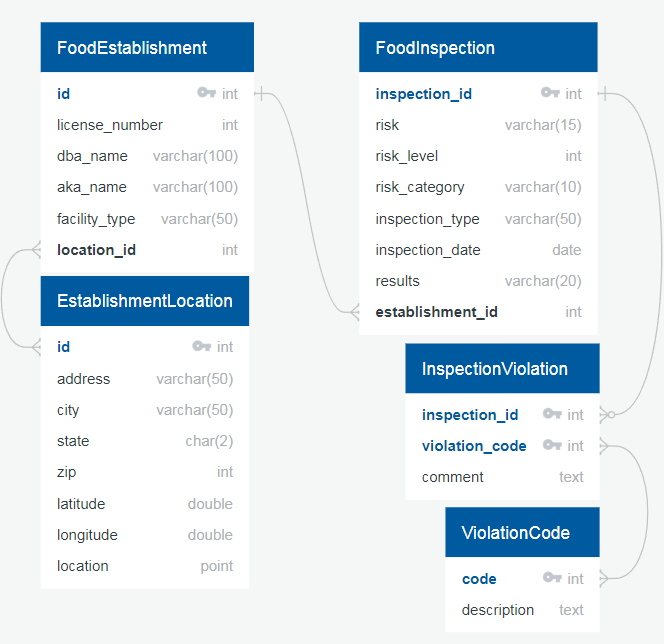 FoodEstablishment
id int
license_number int
dba_name varchar(100)
aka_name varchar(100)
facility_type varchar(50)
location_id int
EstablishmentLocation
id int
address varchar(50)
city varchar(50)
state char(2)
zip int
latitude double
longitude double
location point
FoodInspection
inspection_id int
risk varchar(15)
risk_level int
risk_category varchar(10)
inspection_type varchar(50)
inspection_date date
results varchar(20)
establishment_id int
InspectionViolation
inspection_id int
violation_code int
comment text
ViolationCode
code int
description text